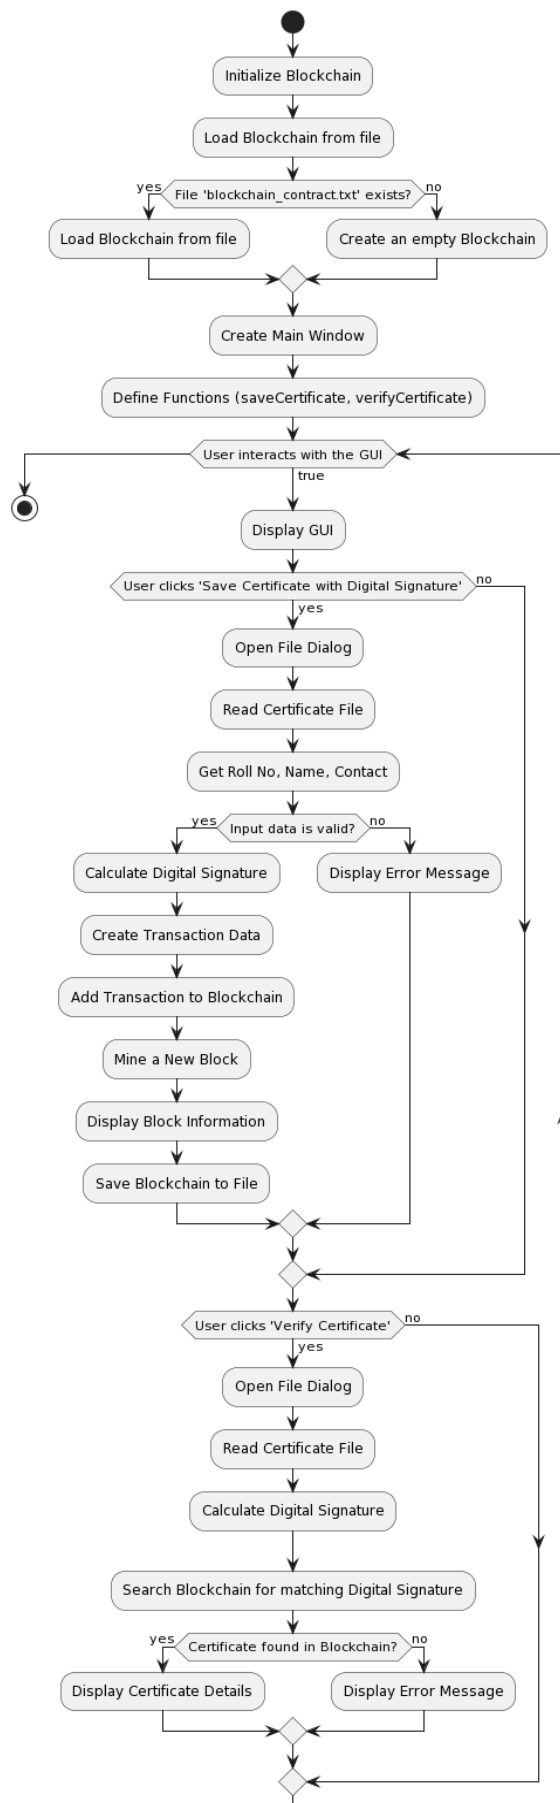 Initialize Blockchain
Load Blockchain from file
yes
File 'blockchain_contract.txt' exists?
no
Load Blockchain from file
Create an empty Blockchain
Create Main Window
Define Functions (saveCertificate, verifyCertificate)
User interacts with the GUI
true
Display GUI
User clicks 'Save Certificate with Digital Signature'
no
yes
Open File Dialog
Read Certificate File
Get Roll No, Name, Contact
yes
Input data is valid?
no
Calculate Digital Signature
Display Error Message
Create Transaction Data
Add Transaction to Blockchain
Mine a New Block
Display Block Information
Save Blockchain to File
User clicks 'Verify Certificate'
no
yes
Open File Dialog
Read Certificate File
Calculate Digital Signature
Search Blockchain for matching Digital Signature
yes
Certificate found in Blockchain?
no
Display Certificate Details
Display Error Message